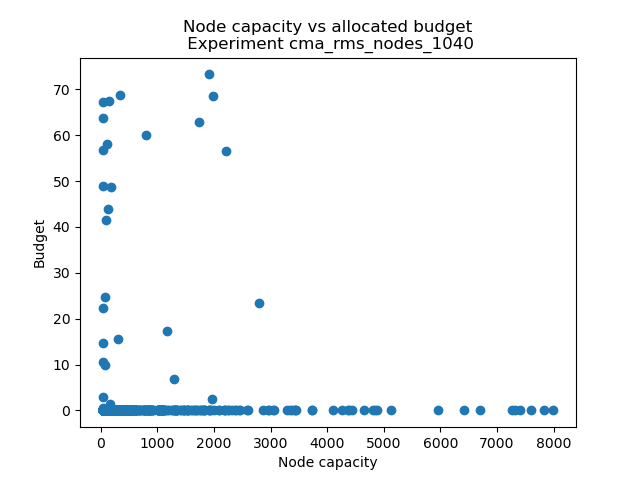 Node capacity vs allocated budget
Experiment cma_rms_nodes_1040
70
60
50
40
30
20
10
0
Budget
0 1000 2000 3000 4000 5000 6000 7000 8000
Node capacity